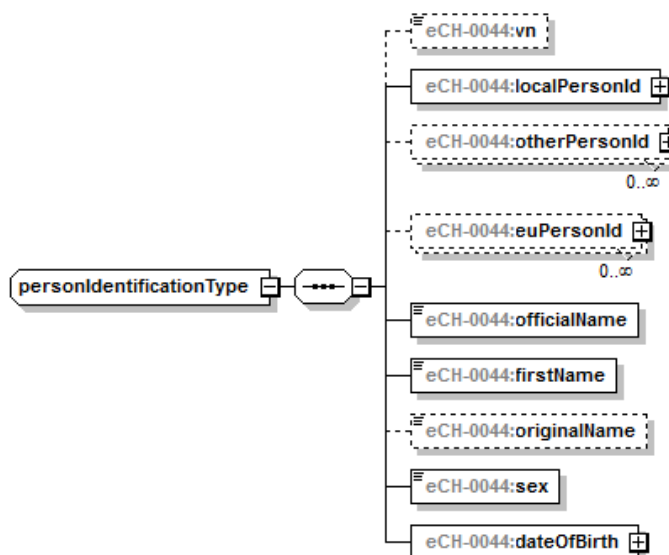 eCH-0044:vn
eCH-0044:localPersonId
eCH-0044:otherPersonId
0..∞
eCH-0044:euPersonId
0..∞
personIdentificationType
eCH-0044:officialName
eCH-0044:firstName
eCH-0044:originalName
eCH-0044:sex
eCH-0044:dateOfBirth